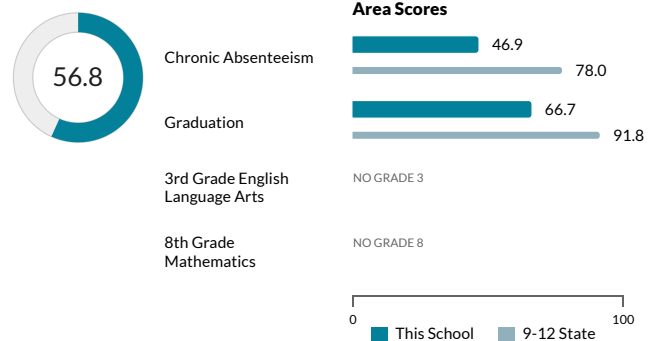 56.8
Area Scores
Chronic Absenteeism
46.9
78.0
Graduation
66.7
91.8
3rd Grade English
Language Arts
NO GRADE 3
8th Grade
Mathematics
NO GRADE 8
0
100
This School
9-12 State